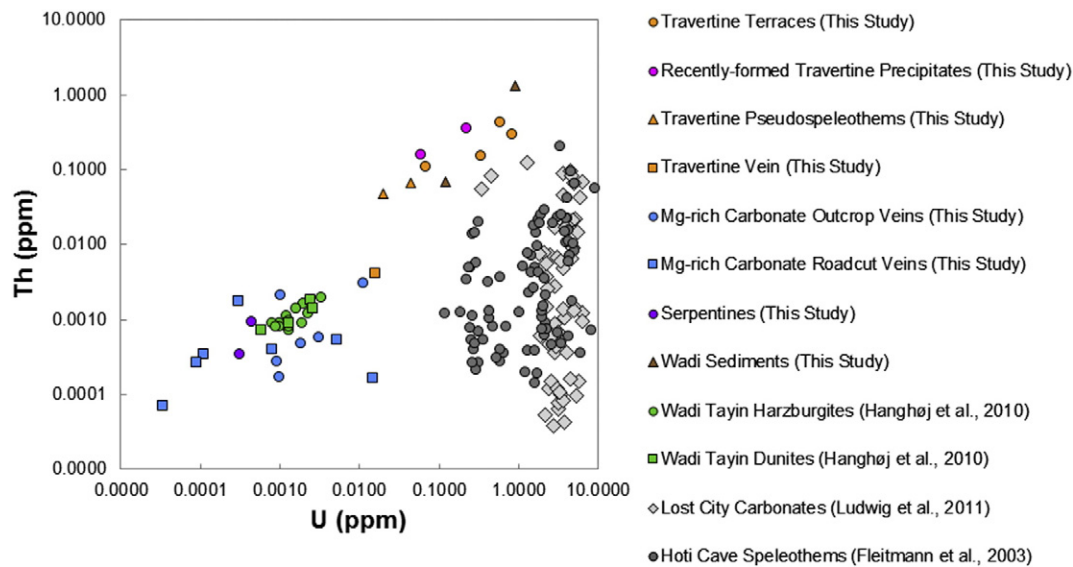 10.0000
1.0000
0.1000
0.0100
0.0010
0.0001
0.0000
Th (ppm)
0.0000 0.0001 0.0010 0.0100 0.1000 1.0000 10.0000
U (ppm)
Travertine Terraces (This Study)
Recently-formed Travertine Precipitates (This Study)
Travertine Pseudospeleothems (This Study)
Travertine Vein (This Study)
Mg-rich Carbonate Outcrop Veins (This Study)
Mg-rich Carbonate Roadcut Veins (This Study)
Serpentines (This Study)
Wadi Sediments (This Study)
Wadi Tayin Harzburgites (Hanghøj et al., 2010)
Wadi Tayin Dunites (Hanghøj et al., 2010)
Lost City Carbonates (Ludwig et al., 2011)
Hoti Cave Speleothems (Fleitmann et al., 2003)